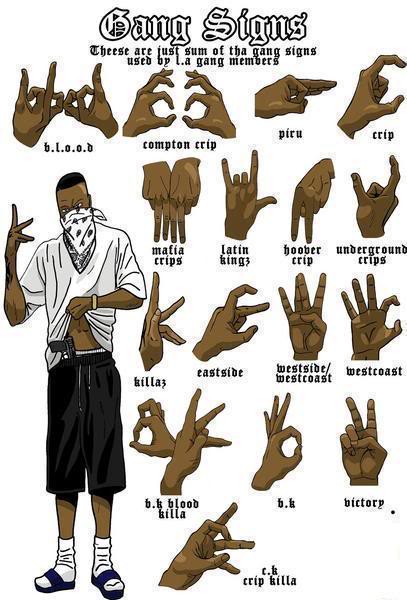 Gang Signs
Theese are just sum of tha gang signs
used by l.a gang members
b.l.o.o.d
compton crip
piru
crip
mafia
crips
latin
kingz
hoover
crip
underground
crips
killaz
eastside
westside/
westcoast
westcoast
b.k blood
killa
b.k
victory
c.k
crip killa